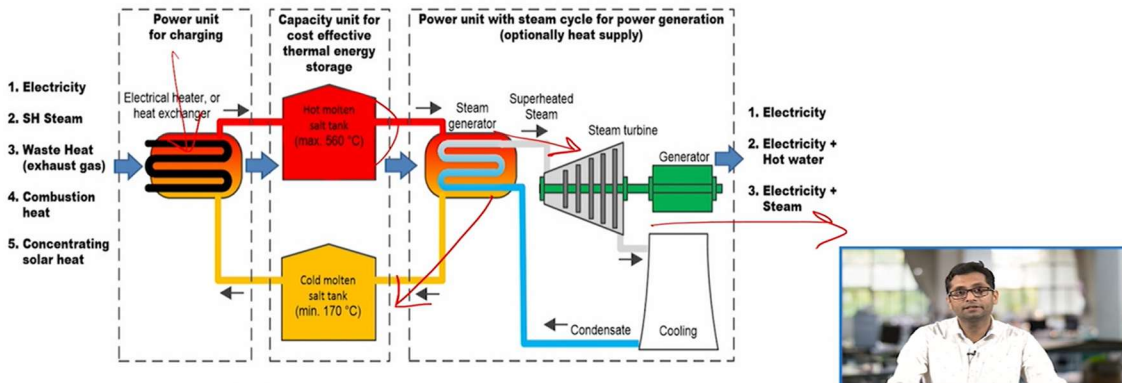 Power unit
for charging
Capacity unit for
cost effective
thermal energy
storage
Power unit with steam cycle for power generation
(optionally heat supply)
1. Electricity
2. SH Steam
3. Waste Heat
(exhaust gas)
4. Combustion
heat
5. Concentrating
solar heat
Electrical heater, or
heat exchanger
Hot molten
salt tank
(max. 560 °C)
Cold molten
salt tank
(min. 170 °C)
Steam
generator
Superheated
Steam
Steam turbine
Generator
Condensate
Cooling
1. Electricity
2. Electricity +
Hot water
3. Electricity +
Steam